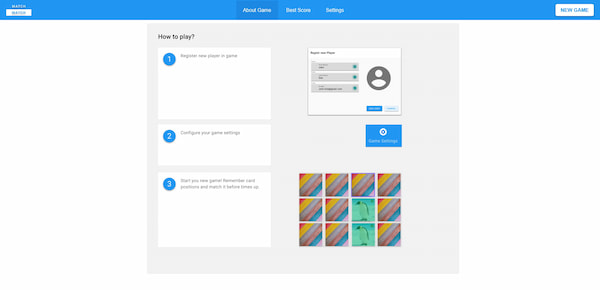 MATCH
MATCH
About Game
Best Score
Settings
NEW GAME
How to play?
1
Register new player in game
Register new Player
2
Configure your game settings
Game Settings
3
Start you new game! Remember card
positions and match it before times up.